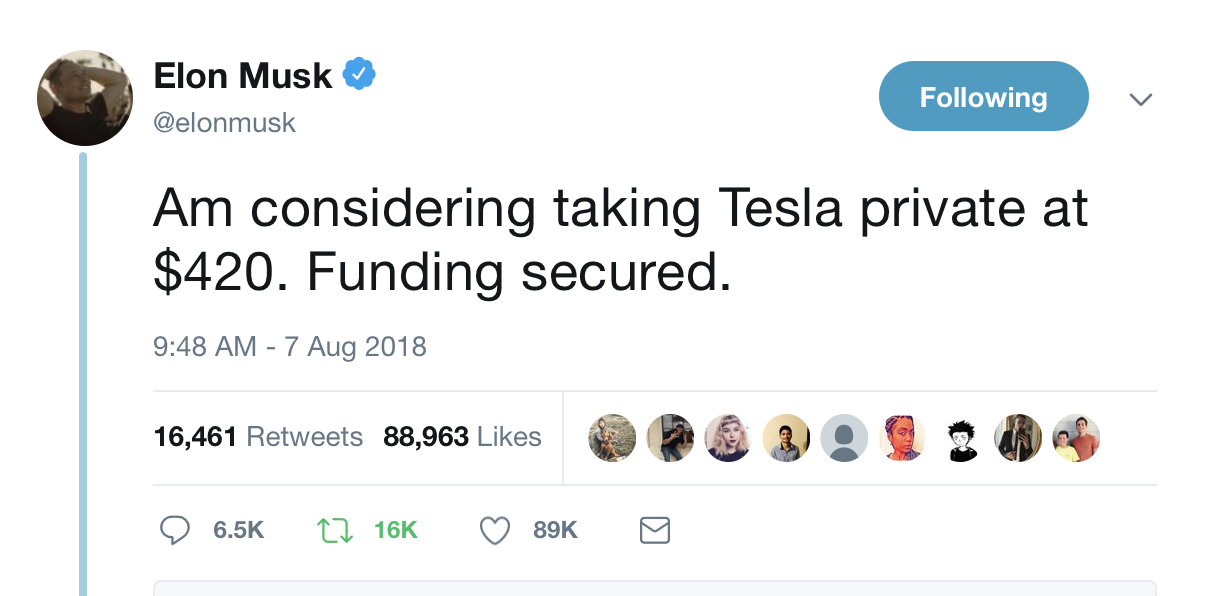 Elon Musk
@elonmusk
Following
Am considering taking Tesla private at
$420. Funding secured.
9:48 AM - 7 Aug 2018
16,461 Retweets 88,963 Likes
6.5K 16K 89K